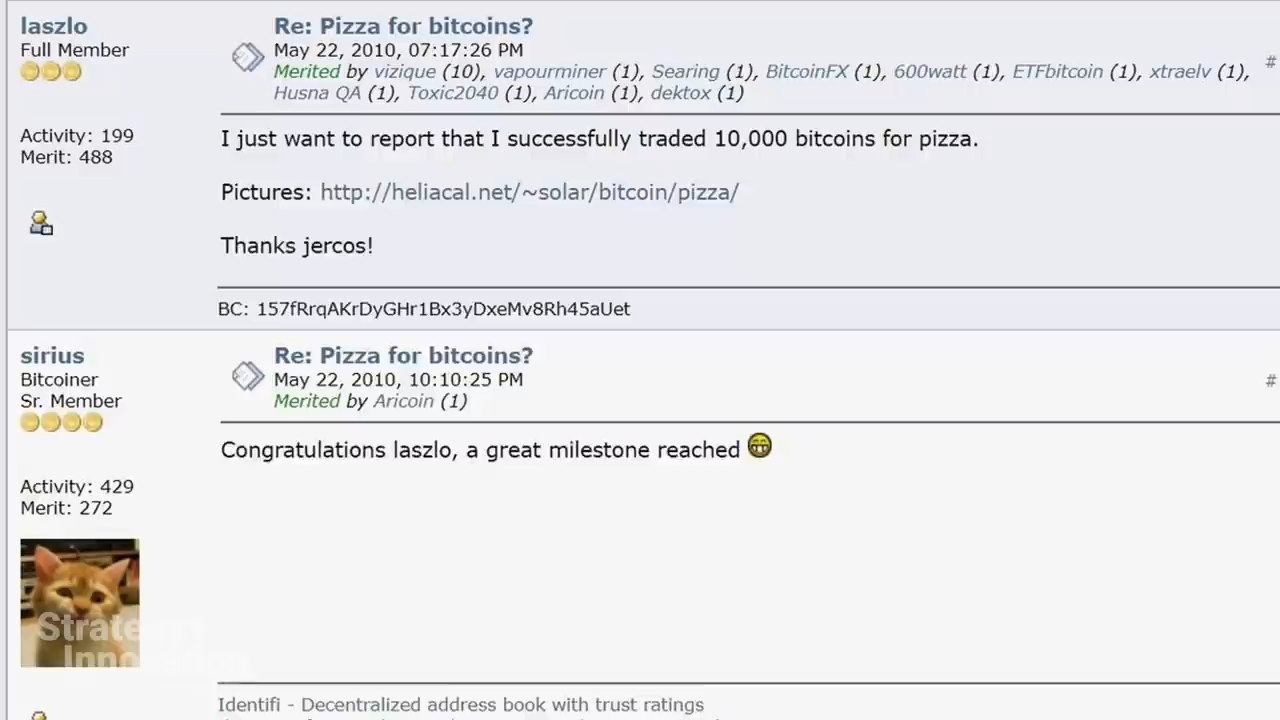 laszlo
Full Member
Activity: 199
Merit: 488
Re: Pizza for bitcoins?
May 22, 2010, 07:17:26 PM
#
Merited by vizique (10), vapourminer (1), Searing (1), BitcoinFX (1), 600watt (1), ETFbitcoin (1), xtraelv (1),
Husna QA (1), Toxic2040 (1), Aricoin (1), dektox (1)
I just want to report that I successfully traded 10,000 bitcoins for pizza.
Pictures: http://heliacal.net/~solar/bitcoin/pizza/
Thanks jercos!
BC: 157fRrqAKrDyGHr1Bx3yDxeMv8Rh45aUet
sirius
Bitcoiner
Sr. Member
Activity: 429
Merit: 272
Re: Pizza for bitcoins?
May 22, 2010, 10:10:25 PM
#
Merited by Aricoin (1)
Congratulations laszlo, a great milestone reached
Identifi - Decentralized address book with trust ratings